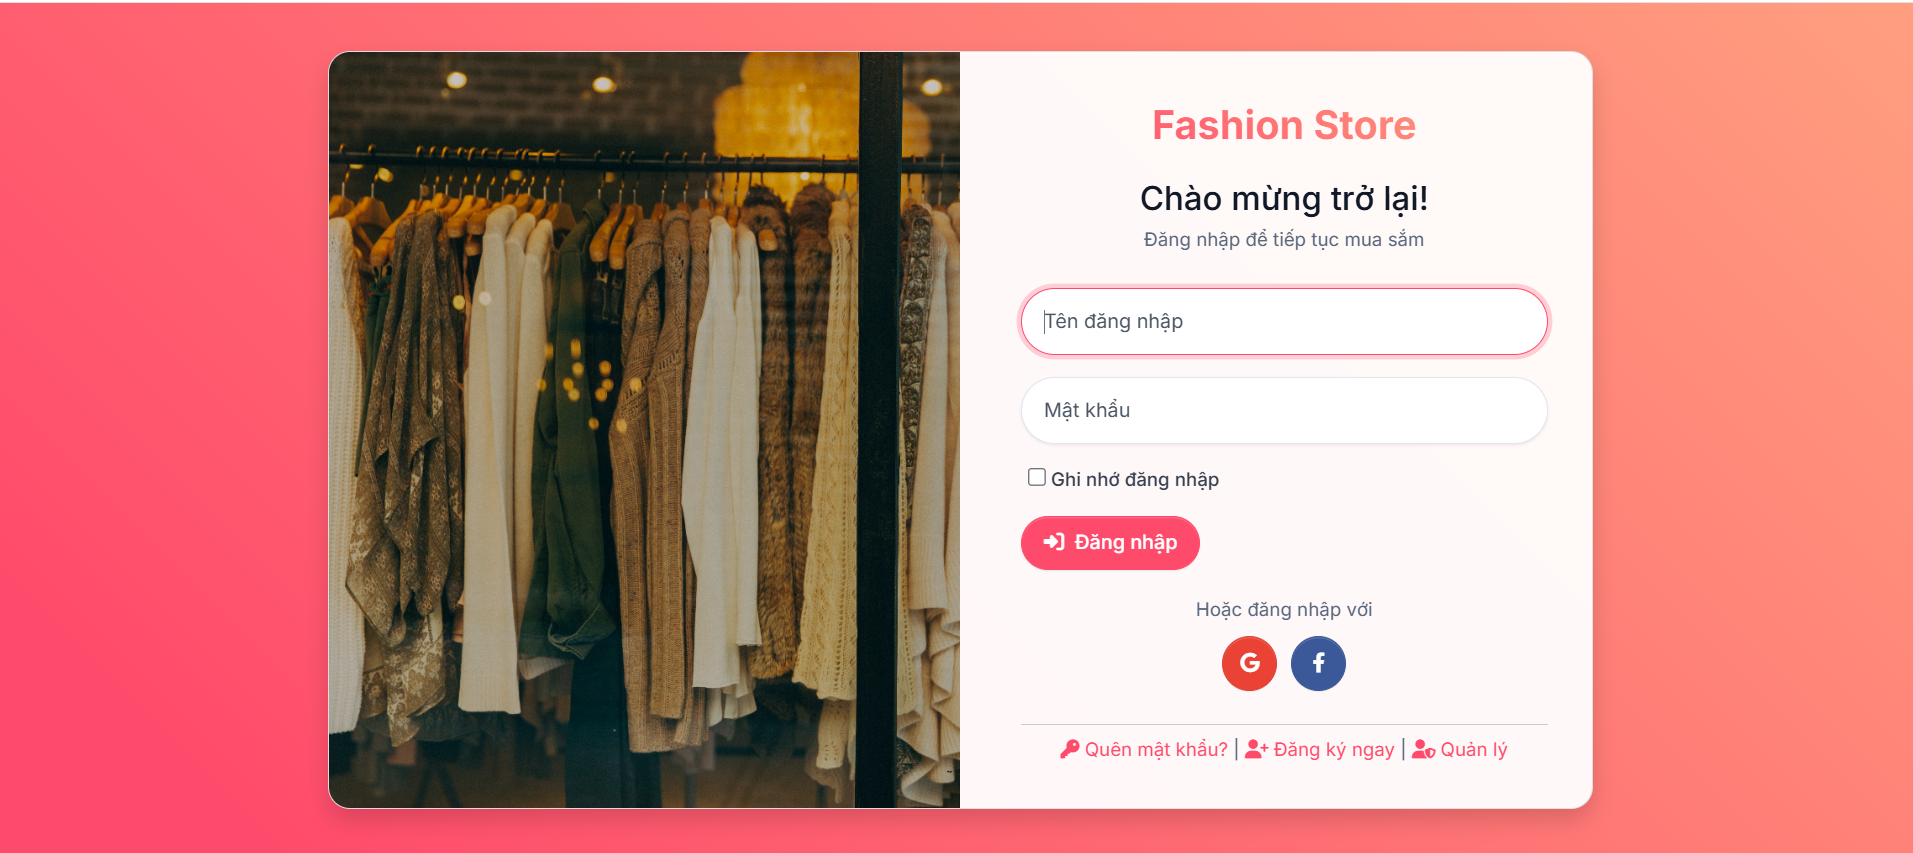 Fashion Store
Chào mừng trở lại!
Đăng nhập để tiếp tục mua sắm
Tên đăng nhập
Mật khẩu
Ghi nhớ đăng nhập
Đăng nhập
Hoặc đăng nhập với
G f
Quên mật khẩu? | Đăng ký ngay | Quản lý